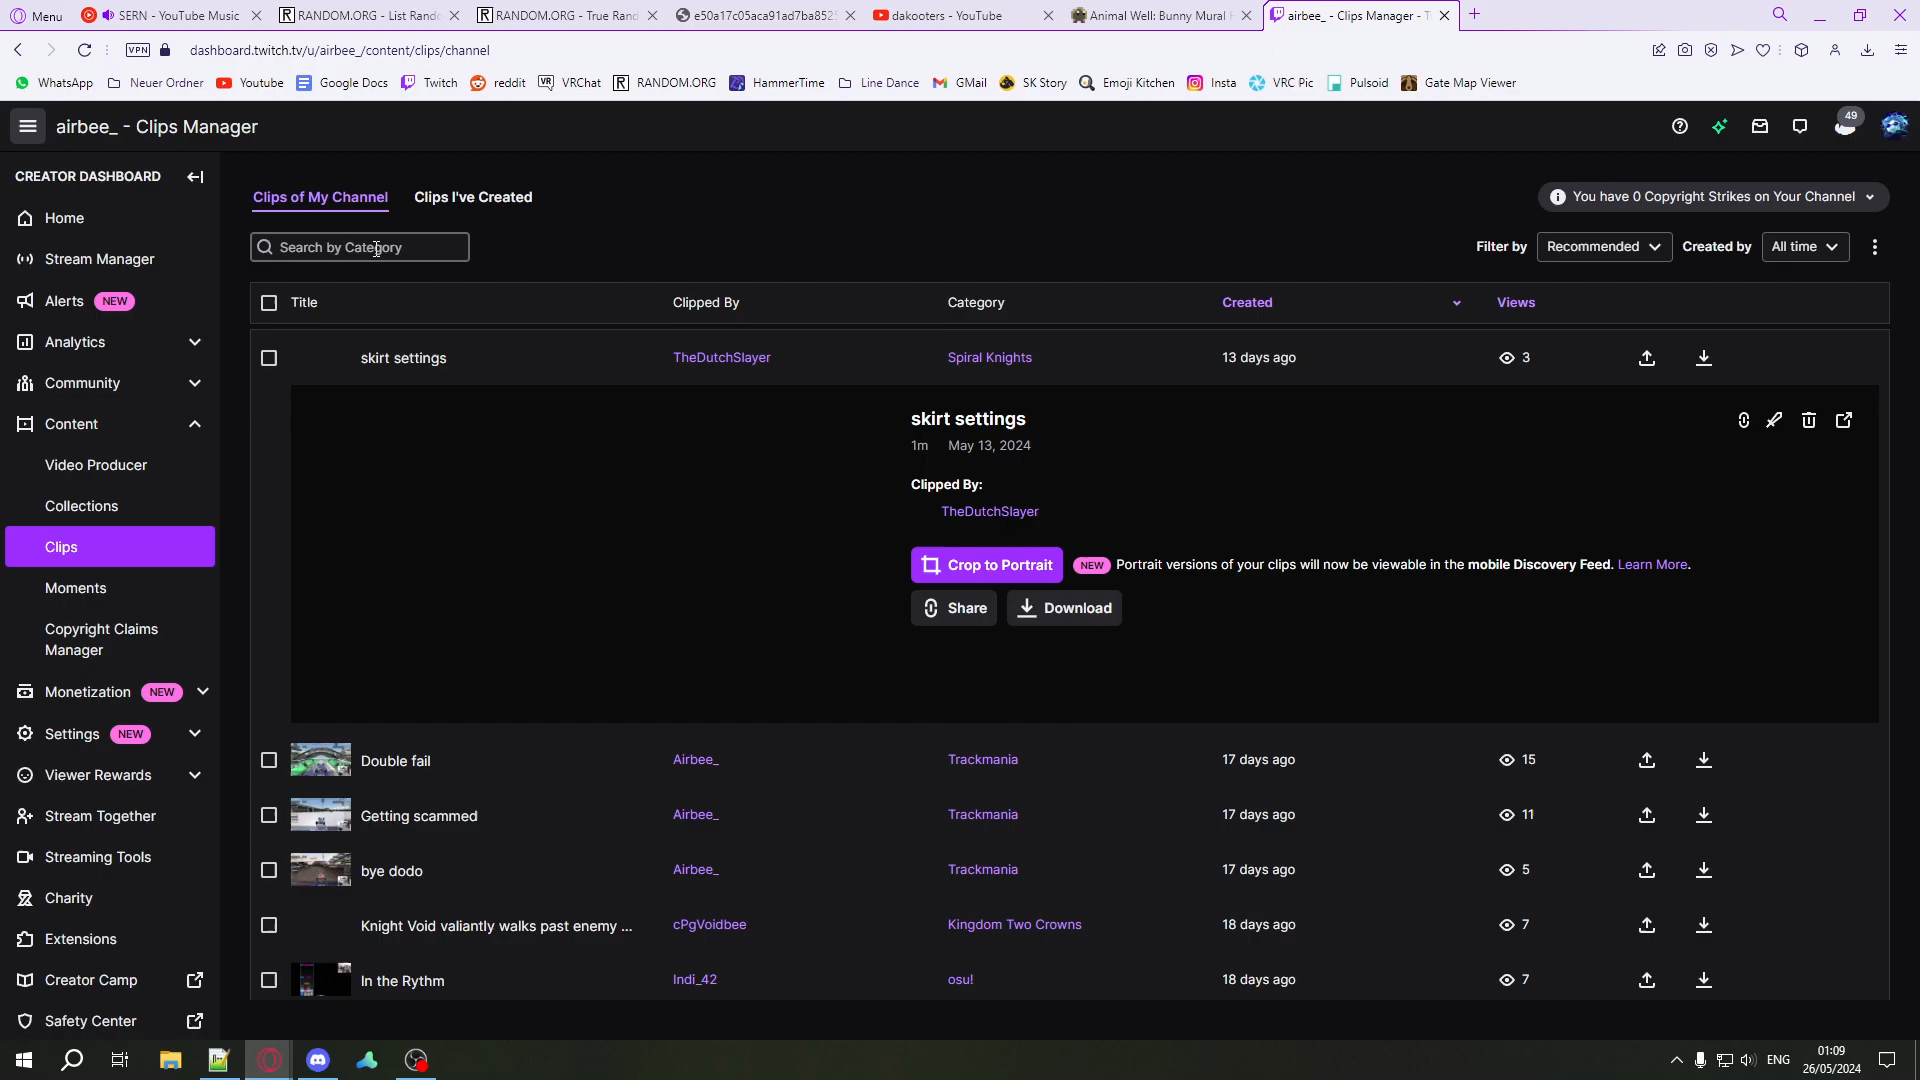 Menu
SERN - YouTube Music
RANDOM.ORG - List Rando
RANDOM.ORG - True Rand
e50a17c05aca91ad7ba8525
dakooters - YouTube
Animal Well: Bunny Mural
airbee_ - Clips Manager - T
VPN
dashboard.twitch.tv/u/airbee_/content/clips/channel
WhatsApp
Neuer Ordner
Youtube
Google Docs
Twitch
reddit
VRChat
RANDOM.ORG
HammerTime
Line Dance
GMail
SK Story
Emoji Kitchen
Insta
VRC Pic
Pulsoid
Gate Map Viewer
airbee_ - Clips Manager
49
CREATOR DASHBOARD
Home
Stream Manager
Alerts NEW
Analytics
Community
Content
Video Producer
Collections
Clips
Moments
Copyright Claims
Manager
Monetization NEW
Settings NEW
Viewer Rewards
Stream Together
Streaming Tools
Charity
Extensions
Creator Camp
Safety Center
Clips of My Channel
Clips I've Created
You have 0 Copyright Strikes on Your Channel
Search by Category
Filter by Recommended Created by All time
Title Clipped By Category Created Views
skirt settings TheDutchSlayer Spiral Knights 13 days ago 3
skirt settings
1m May 13, 2024
Clipped By:
TheDutchSlayer
Crop to Portrait NEW Portrait versions of your clips will now be viewable in the mobile Discovery Feed. Learn More.
Share Download
Double fail Airbee_ Trackmania 17 days ago 15
Getting scammed Airbee_ Trackmania 17 days ago 11
bye dodo Airbee_ Trackmania 17 days ago 5
Knight Void valiantly walks past enemy ... cPgVoidbee Kingdom Two Crowns 18 days ago 7
In the Rythm Indi_42 osu! 18 days ago 7
ENG
01:09
26/05/2024